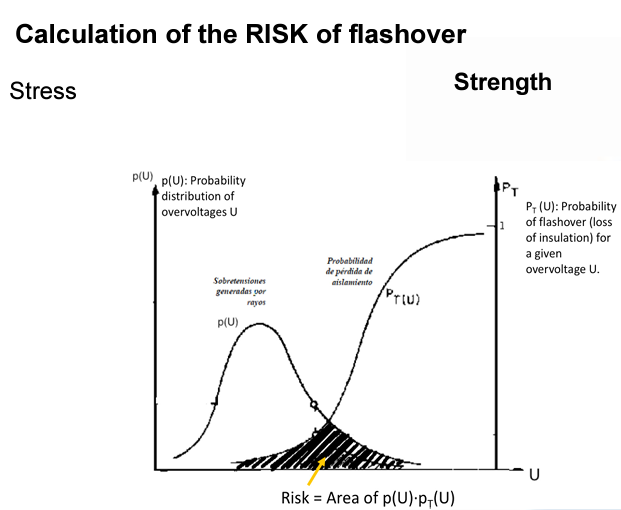 Calculation of the RISK of flashover
Stress
Strength
p(U)
p(U): Probability
distribution of
overvoltages U
PT
1
PT (U): Probability
of flashover (loss
of insulation) for
a given
overvoltage U.
Sobretensiones
generadas por
rayos
p(U)
Probabilidad
de pérdida de
aislamiento
PT(U)
U
Risk = Area of p(U)·pT(U)